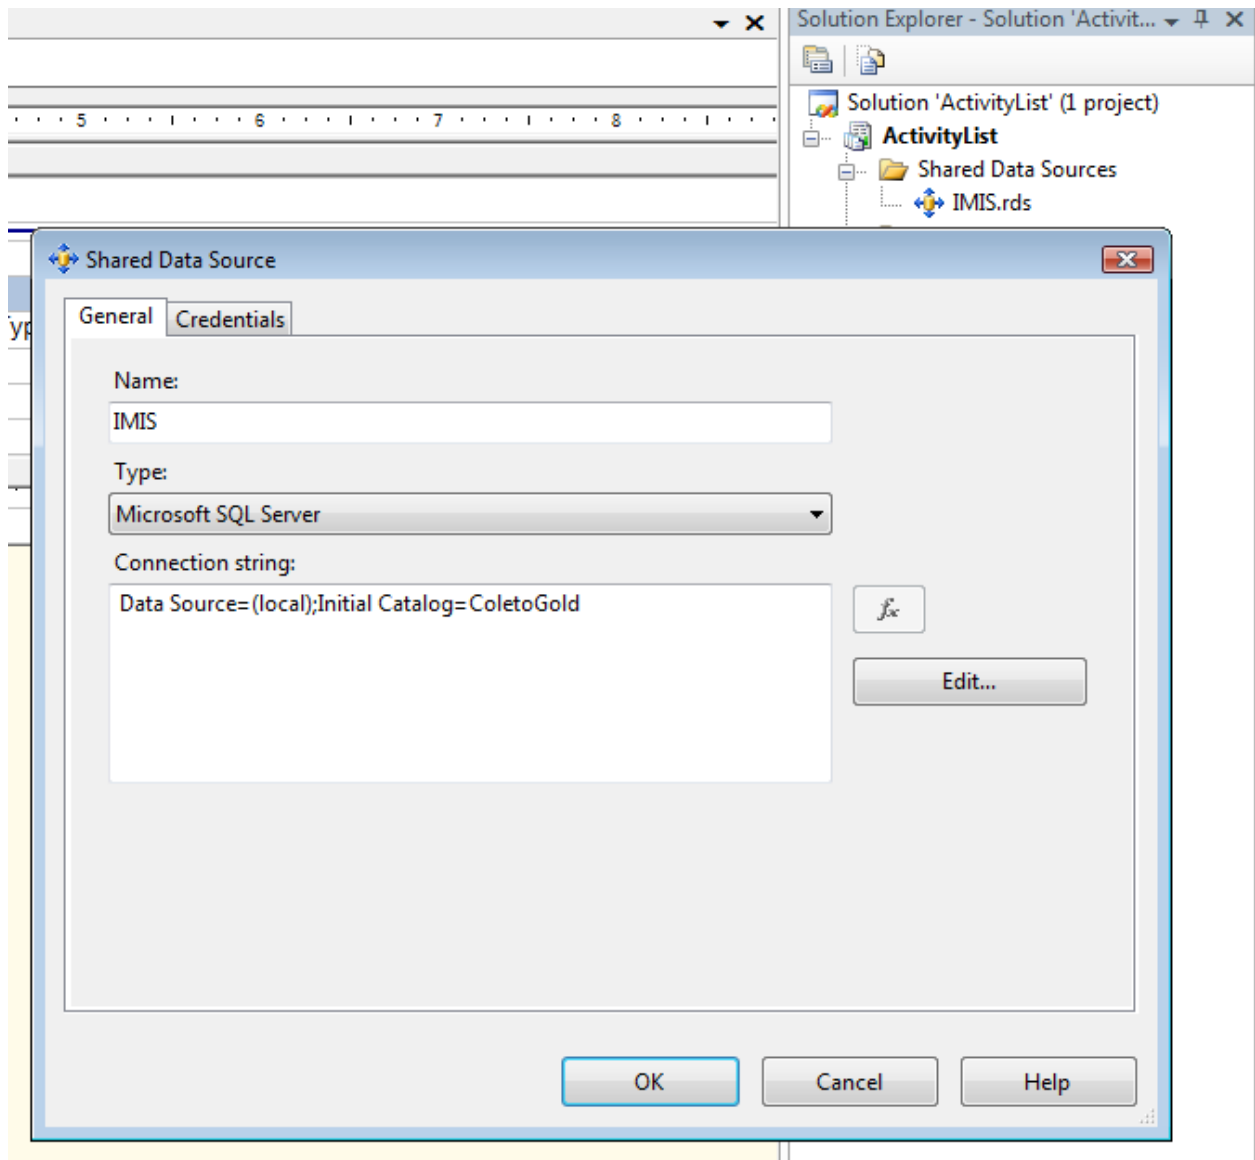 Solution Explorer - Solution 'Activit...
5 6 7 8
Solution 'ActivityList' (1 project)
ActivityList
Shared Data Sources
IMIS.rds
Shared Data Source
General
Credentials
Name:
IMIS
Type:
Microsoft SQL Server
Connection string:
Data Source=(local);Initial Catalog=ColetoGold
Edit...
OK
Cancel
Help